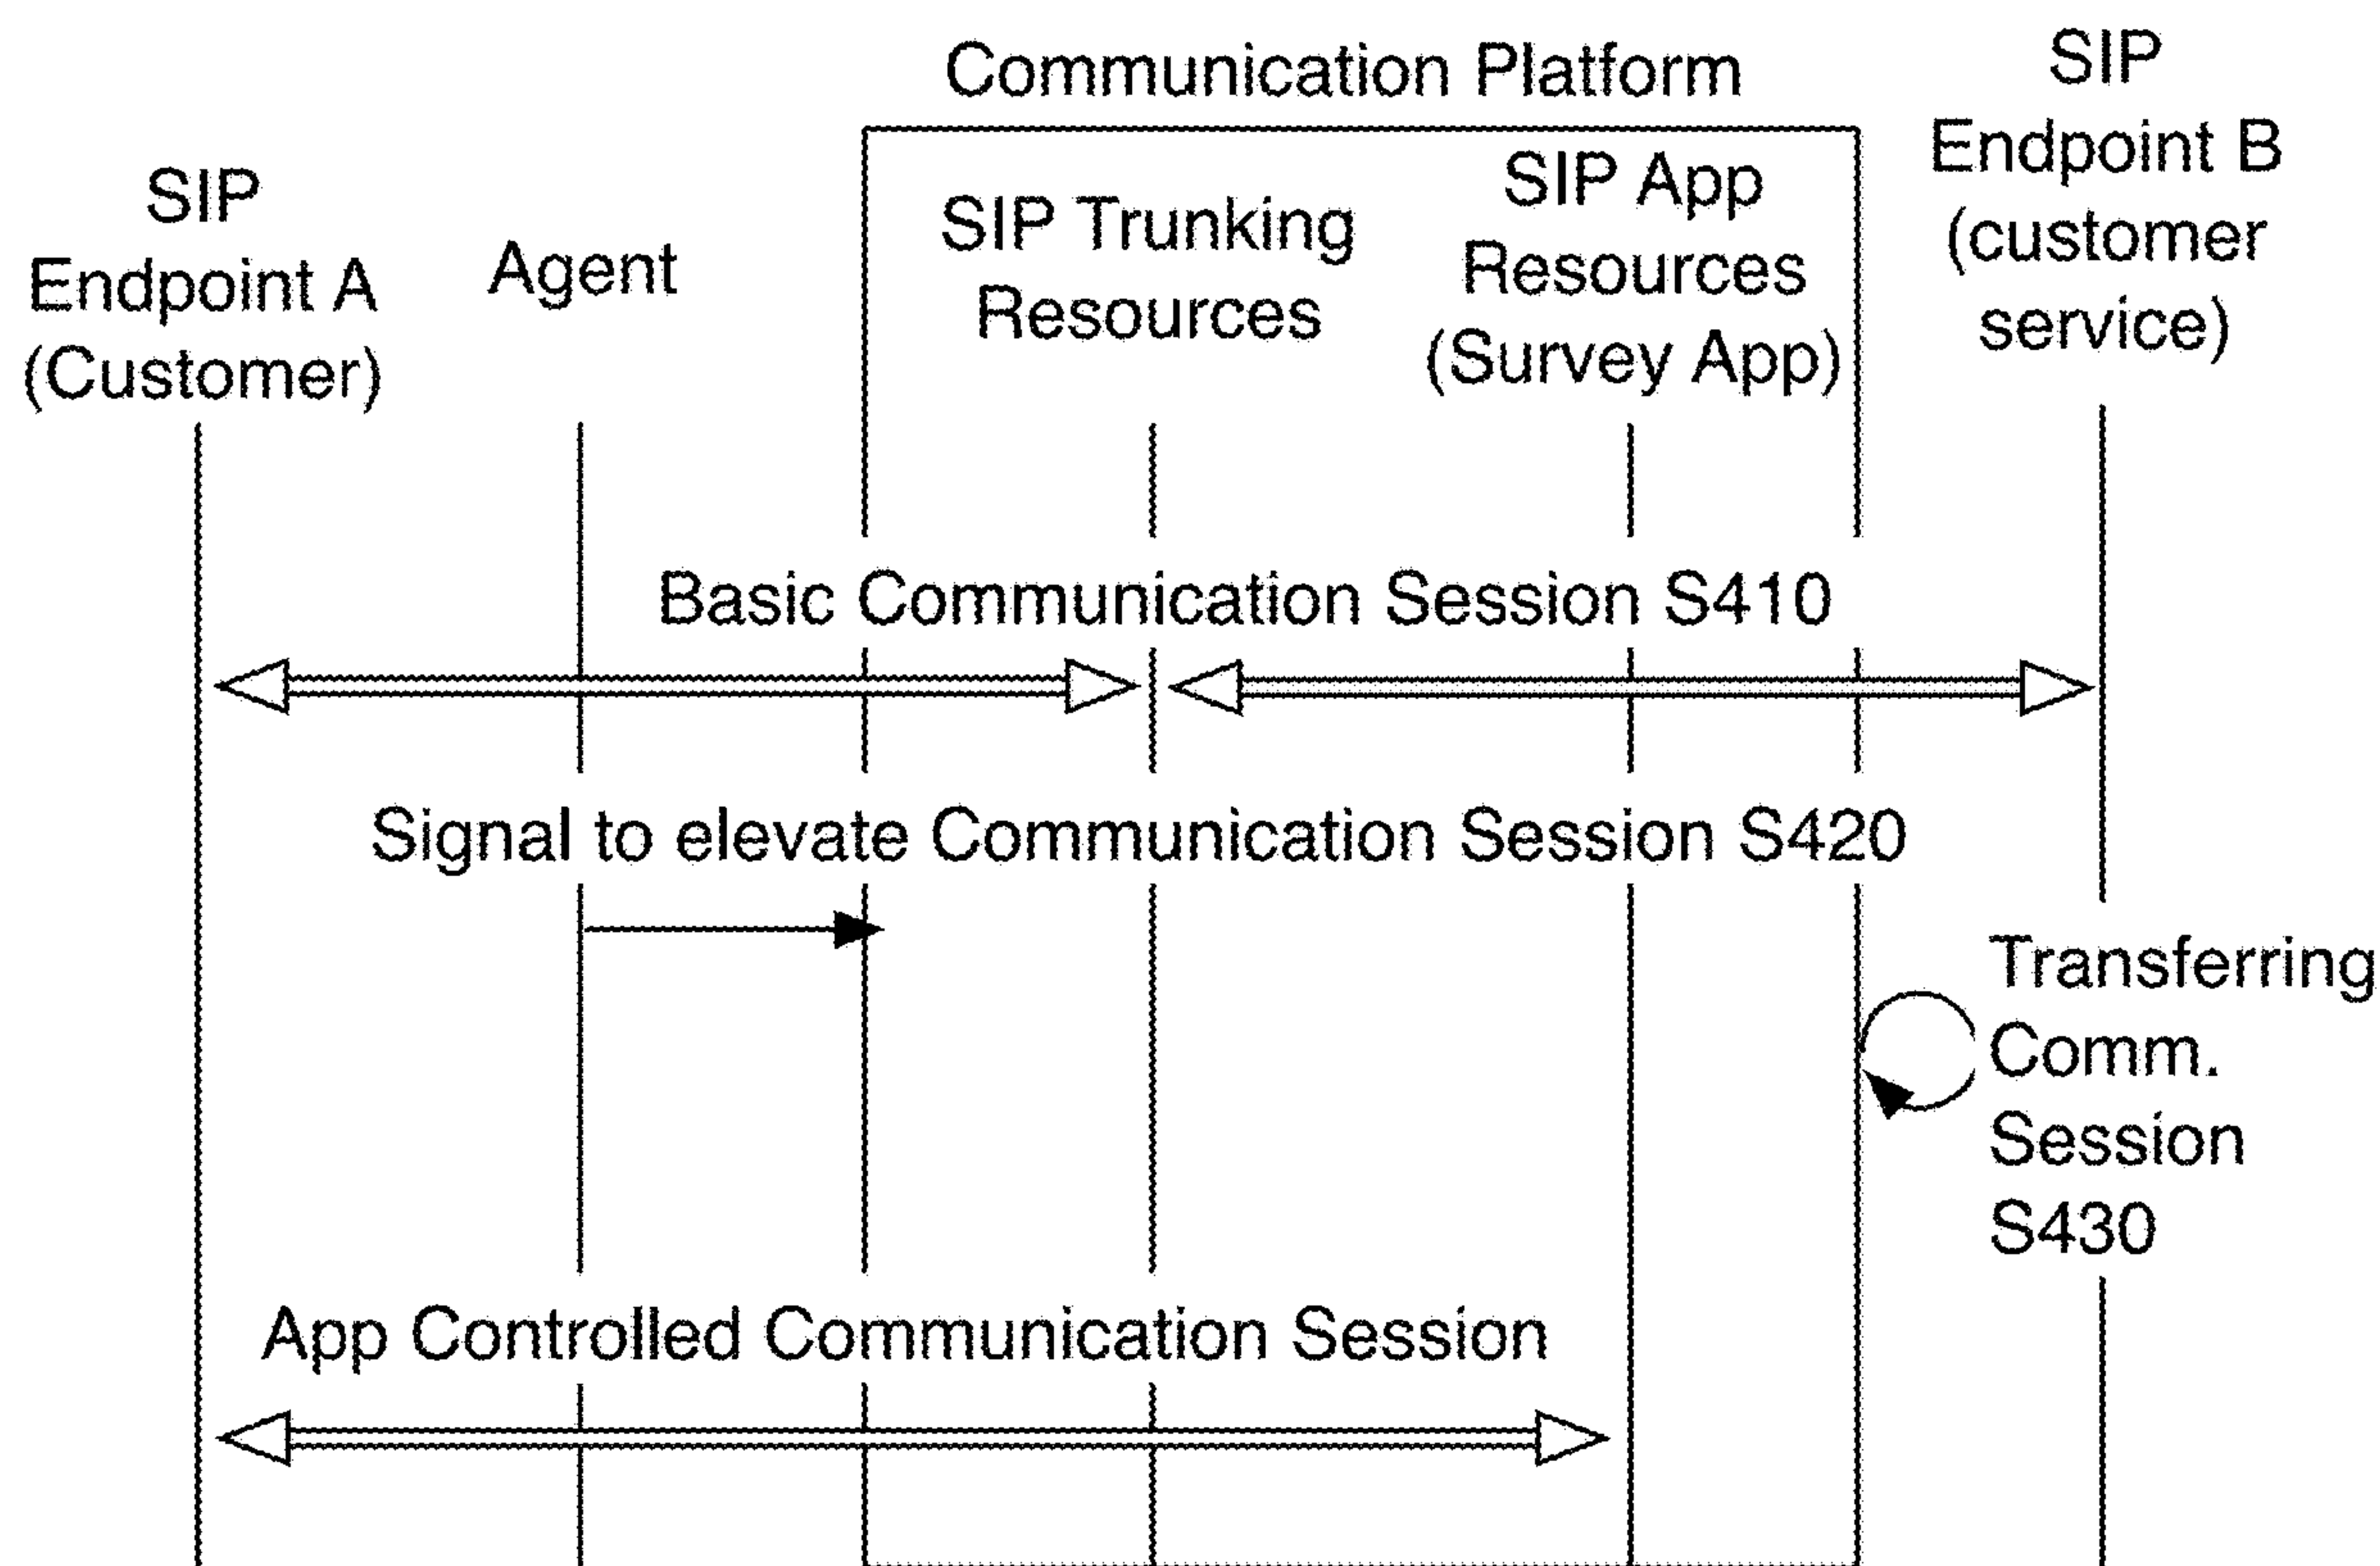 Communication Platform
SIP
Endpoint A
(Customer)
Agent
SIP Trunking
Resources
SIP App
Resources
(Survey App)
SIP
Endpoint B
(customer
service)
Basic Communication Session S410
Signal to elevate Communication Session S420
Transferring
Comm.
Session
S430
App Controlled Communication Session